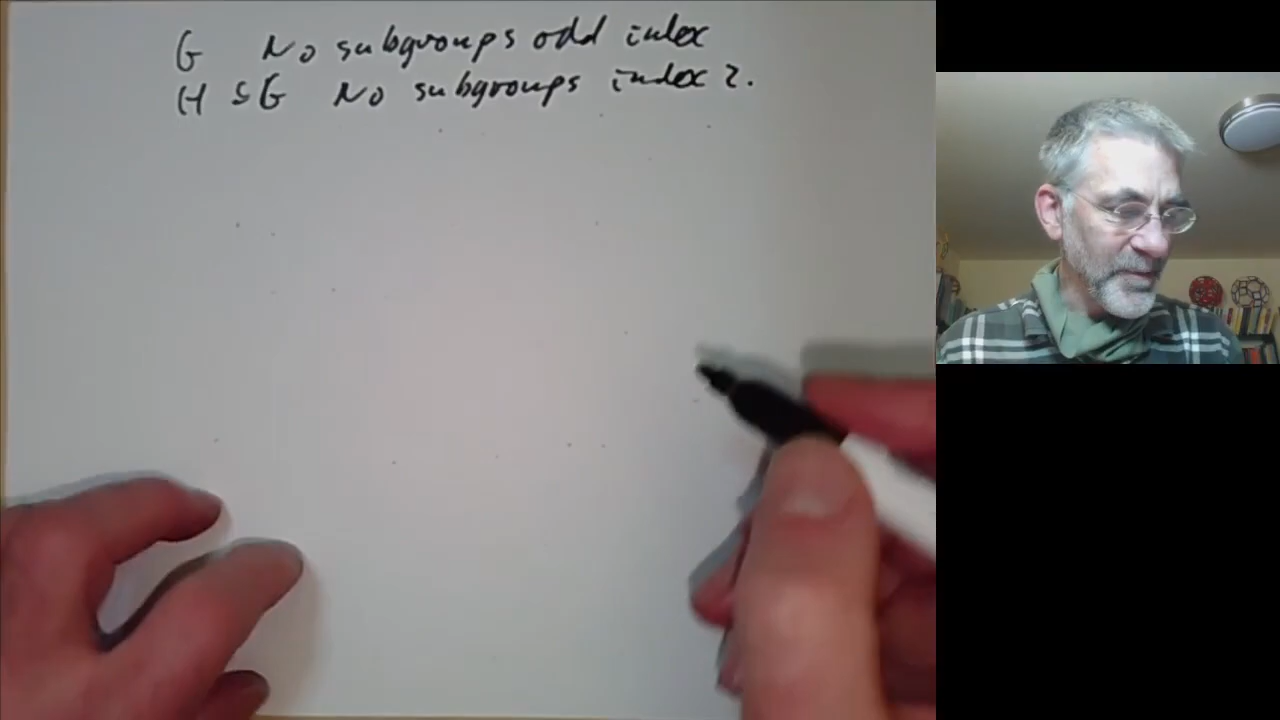 G No subgroups odd index
H ≤ G No subgroups index 2.